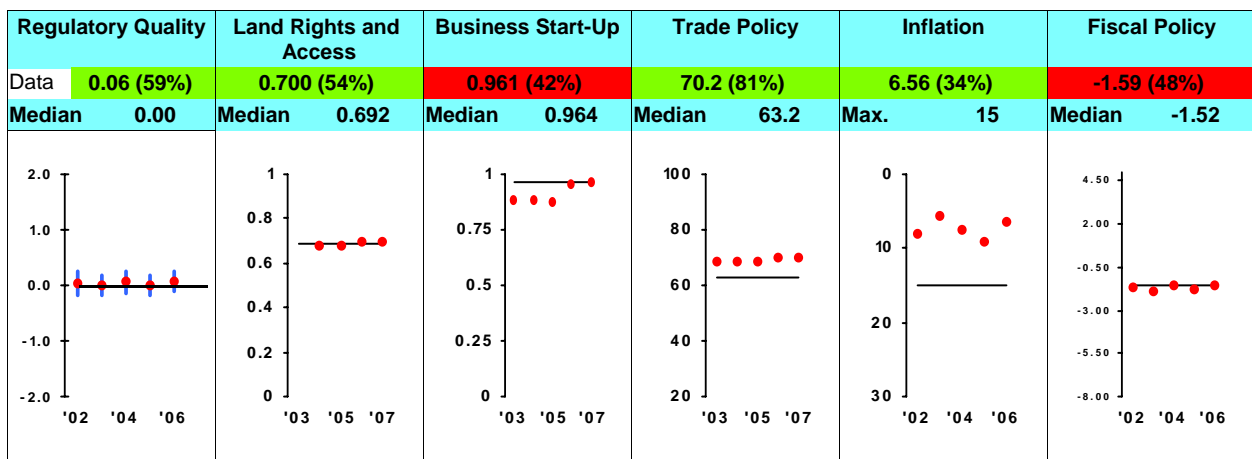 Regulatory Quality
Data 0.06 (59%)
Median 0.00
2.0
1.0
0.0
-1.0
-2.0
'02 '04 '06
Land Rights and
Access
0.700 (54%)
Median 0.692
1
0.8
0.6
0.4
0.2
0
'03 '05 '07
Business Start-Up
0.961 (42%)
Median 0.964
1
0.75
0.5
0.25
0
'03 '05 '07
Trade Policy
70.2 (81%)
Median 63.2
100
80
60
40
20
'03 '05 '07
Inflation
6.56 (34%)
Max. 15
0
10
20
30
'02 '04 '06
Fiscal Policy
-1.59 (48%)
Median -1.52
4.50
2.00
-0.50
-3.00
-5.50
-8.00
'02 '04 '06